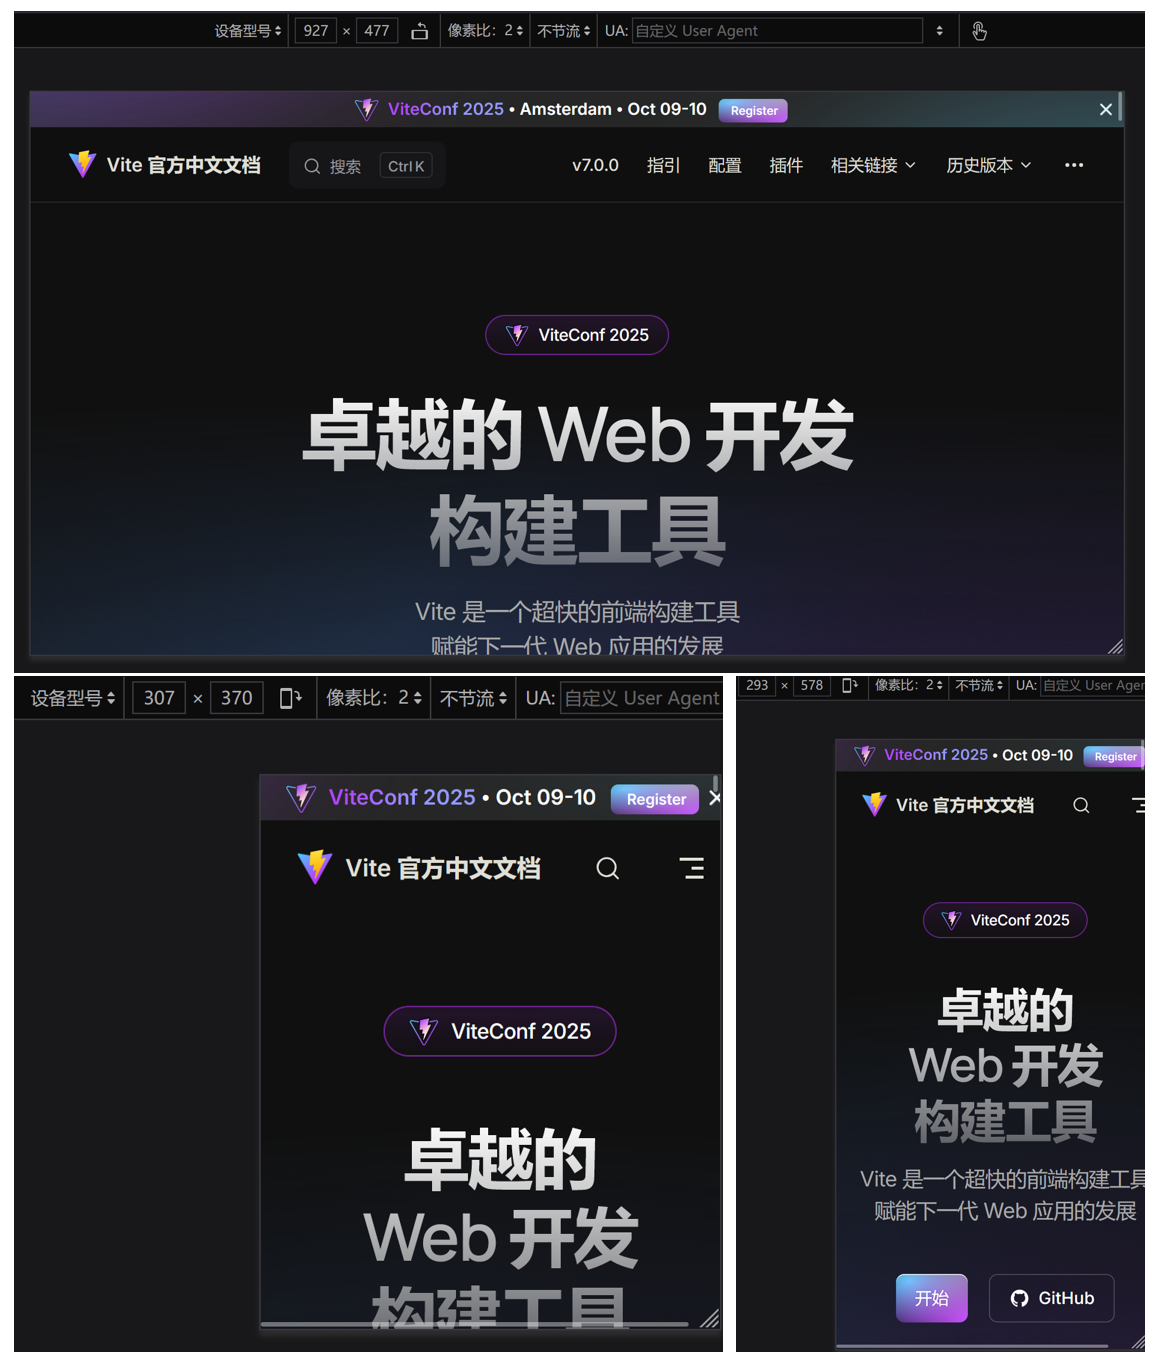 设备型号 927 × 477 像素比：2 不节流 UA: 自定义 User Agent
ViteConf 2025 • Amsterdam • Oct 09-10 Register
Vite 官方中文文档 搜索 Ctrl K v7.0.0 指引 配置 插件 相关链接 历史版本
ViteConf 2025
卓越的 Web 开发
构建工具
Vite 是一个超快的前端构建工具
赋能下一代 Web 应用的发展
设备型号 307 × 370 像素比：2 不节流 UA: 自定义 User Agent
ViteConf 2025 • Oct 09-10 Register
Vite 官方中文文档
ViteConf 2025
卓越的
Web 开发
构建工具
293 × 578 像素比：2 不节流 UA: 自定义 User Ager
ViteConf 2025 • Oct 09-10 Register
Vite 官方中文文档
ViteConf 2025
卓越的
Web 开发
构建工具
Vite 是一个超快的前端构建工具
赋能下一代 Web 应用的发展
开始 GitHub